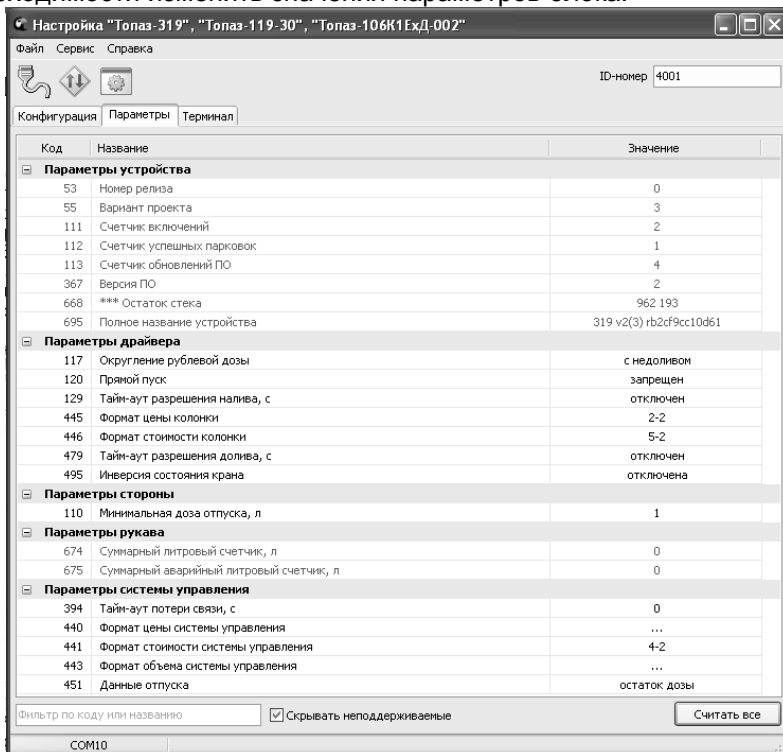 Настройка "Топаз-319", "Топаз-119-30", "Топаз-106К1ЕхД-002"
Файл Сервис Справка
ID-номер 4001
Конфигурация Параметры Терминал
Код Название Значение
Параметры устройства
53 Номер релиза 0
55 Вариант проекта 3
111 Счетчик включений 2
112 Счетчик успешных парковок 1
113 Счетчик обновлений ПО 4
367 Версия ПО 2
668 *** Остаток стека 962 193
695 Полное название устройства 319 v2(3) rb2cf9cc10d61
Параметры драйвера
117 Округление рублевой дозы с недоливом
120 Прямой пуск запрещен
129 Тайм-аут разрешения налива, с отключен
445 Формат цены колонки 2-2
446 Формат стоимости колонки 5-2
479 Тайм-аут разрешения долива, с отключен
495 Инверсия состояния крана отключена
Параметры стороны
110 Минимальная доза отпуска, л 1
Параметры рукава
674 Суммарный литровый счетчик, л 0
675 Суммарный аварийный литровый счетчик, л 0
Параметры системы управления
394 Тайм-аут потери связи, с 0
440 Формат цены системы управления ...
441 Формат стоимости системы управления 4-2
443 Формат объема системы управления ...
451 Данные отпуска остаток дозы
Фильтр по коду или названию Скрывать неподдерживаемые Считать все
COM10